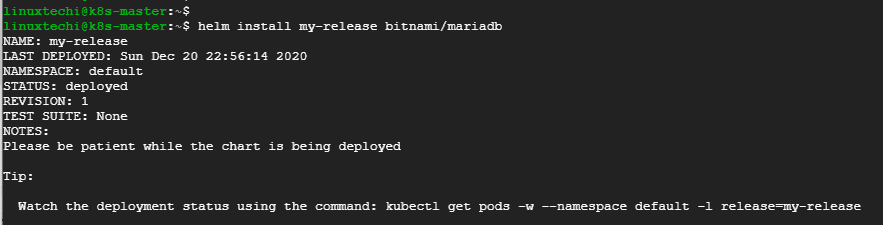 linuxtechi@k8s-master:~$
linuxtechi@k8s-master:~$ helm install my-release bitnami/mariadb
NAME: my-release
LAST DEPLOYED: Sun Dec 20 22:56:14 2020
NAMESPACE: default
STATUS: deployed
REVISION: 1
TEST SUITE: None
NOTES:
Please be patient while the chart is being deployed
Tip:
Watch the deployment status using the command: kubectl get pods -w --namespace default -l release=my-release